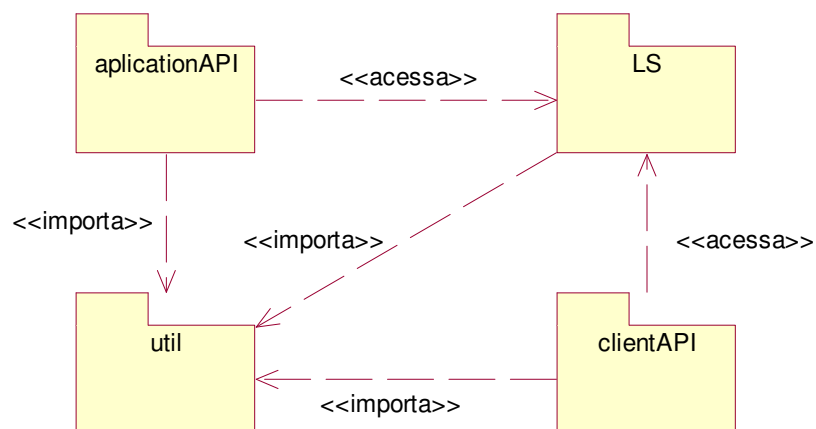 aplicationAPI
LS
<<acessa>>
<<importa>>
<<importa>>
<<acessa>>
util
clientAPI
<<importa>>